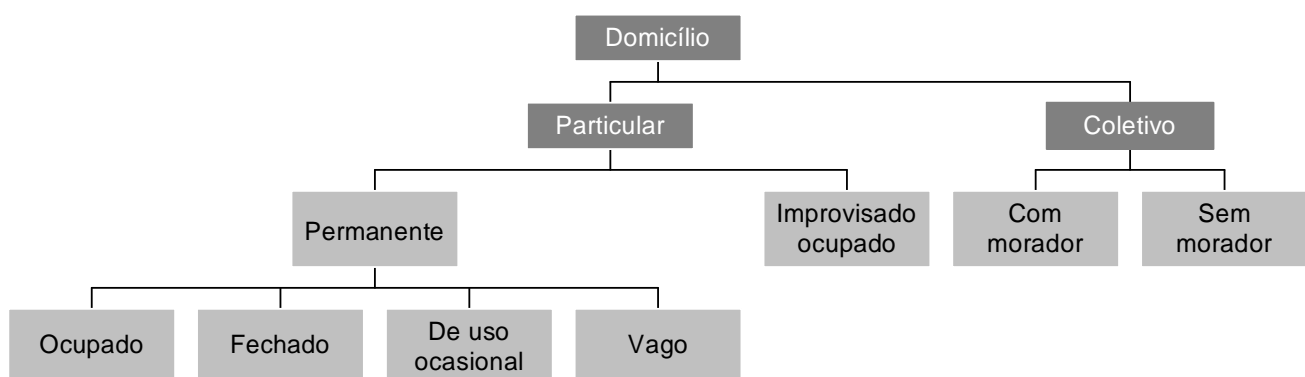 Domicílio
Particular
Coletivo
Permanente
Improvisado
ocupado
Com
morador
Sem
morador
Ocupado
Fechado
De uso
ocasional
Vago